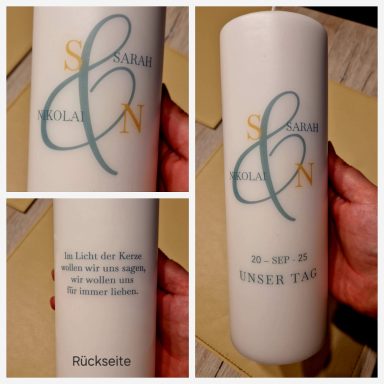 S
&
SARAH
NIKOLAI
N
Im Licht der Kerze
wollen wir uns sagen,
wir wollen uns
für immer lieben.
Rückseite
S
&
SARAH
NIKOLAI
N
20 – SEP . 25
UNSER TAG